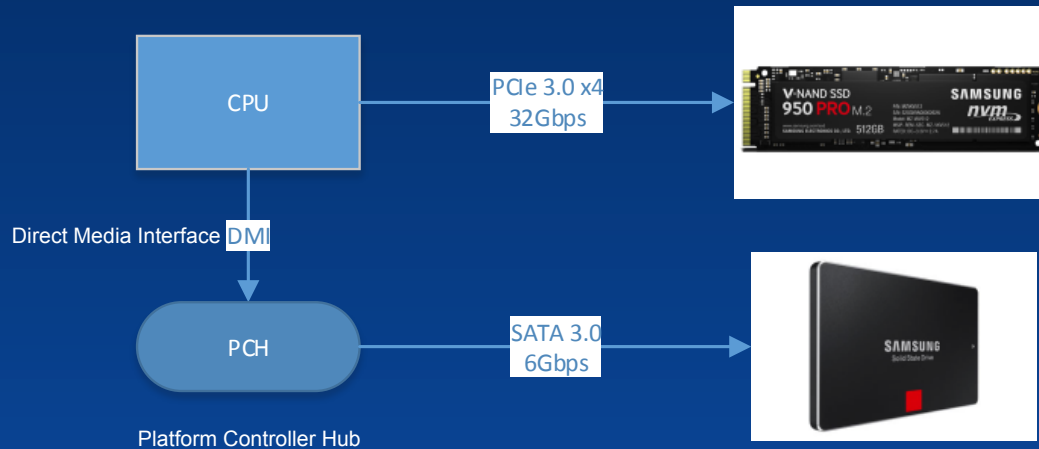 CPU
PCIe 3.0 x4
32Gbps
V-NAND SSD
950 PRO M.2
SAMSUNG
nvm
EXPRESS
512GB
Direct Media Interface DMI
PCH
SATA 3.0
6Gbps
SAMSUNG
Solid State Drive
Platform Controller Hub